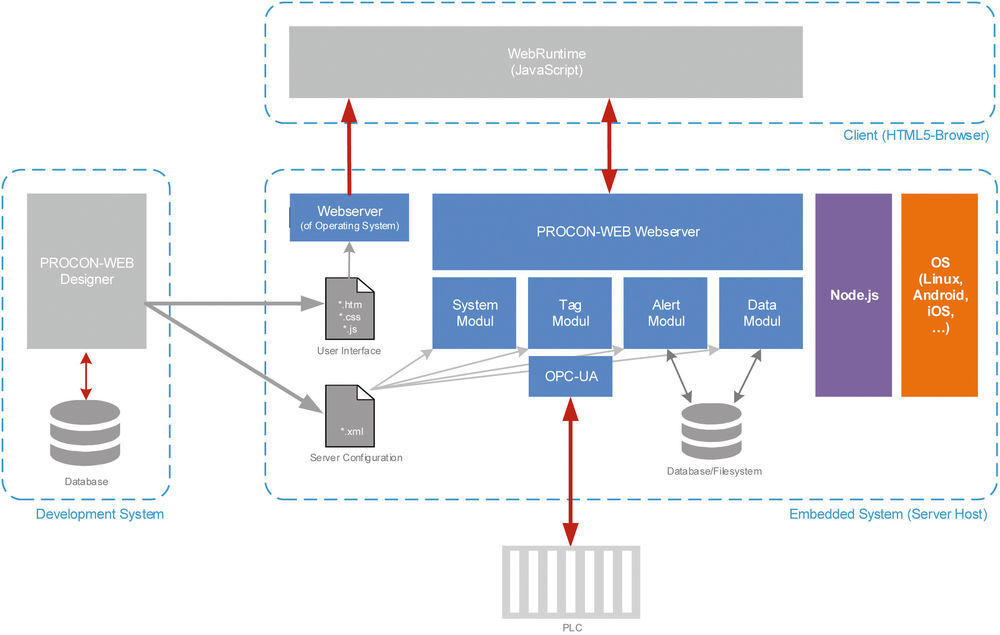 WebRuntime
(JavaScript)
Client (HTML5-Browser)
PROCON-WEB
Designer
Database
Development System
Webserver
(of Operating System)
*.htm
*.css
*.js
User Interface
*.xml
Server Configuration
PROCON-WEB Webserver
System
Modul
Tag
Modul
Alert
Modul
Data
Modul
OPC-UA
Database/Filesystem
Node.js
OS
(Linux,
Android,
iOS,
...)
Embedded System (Server Host)
PLC